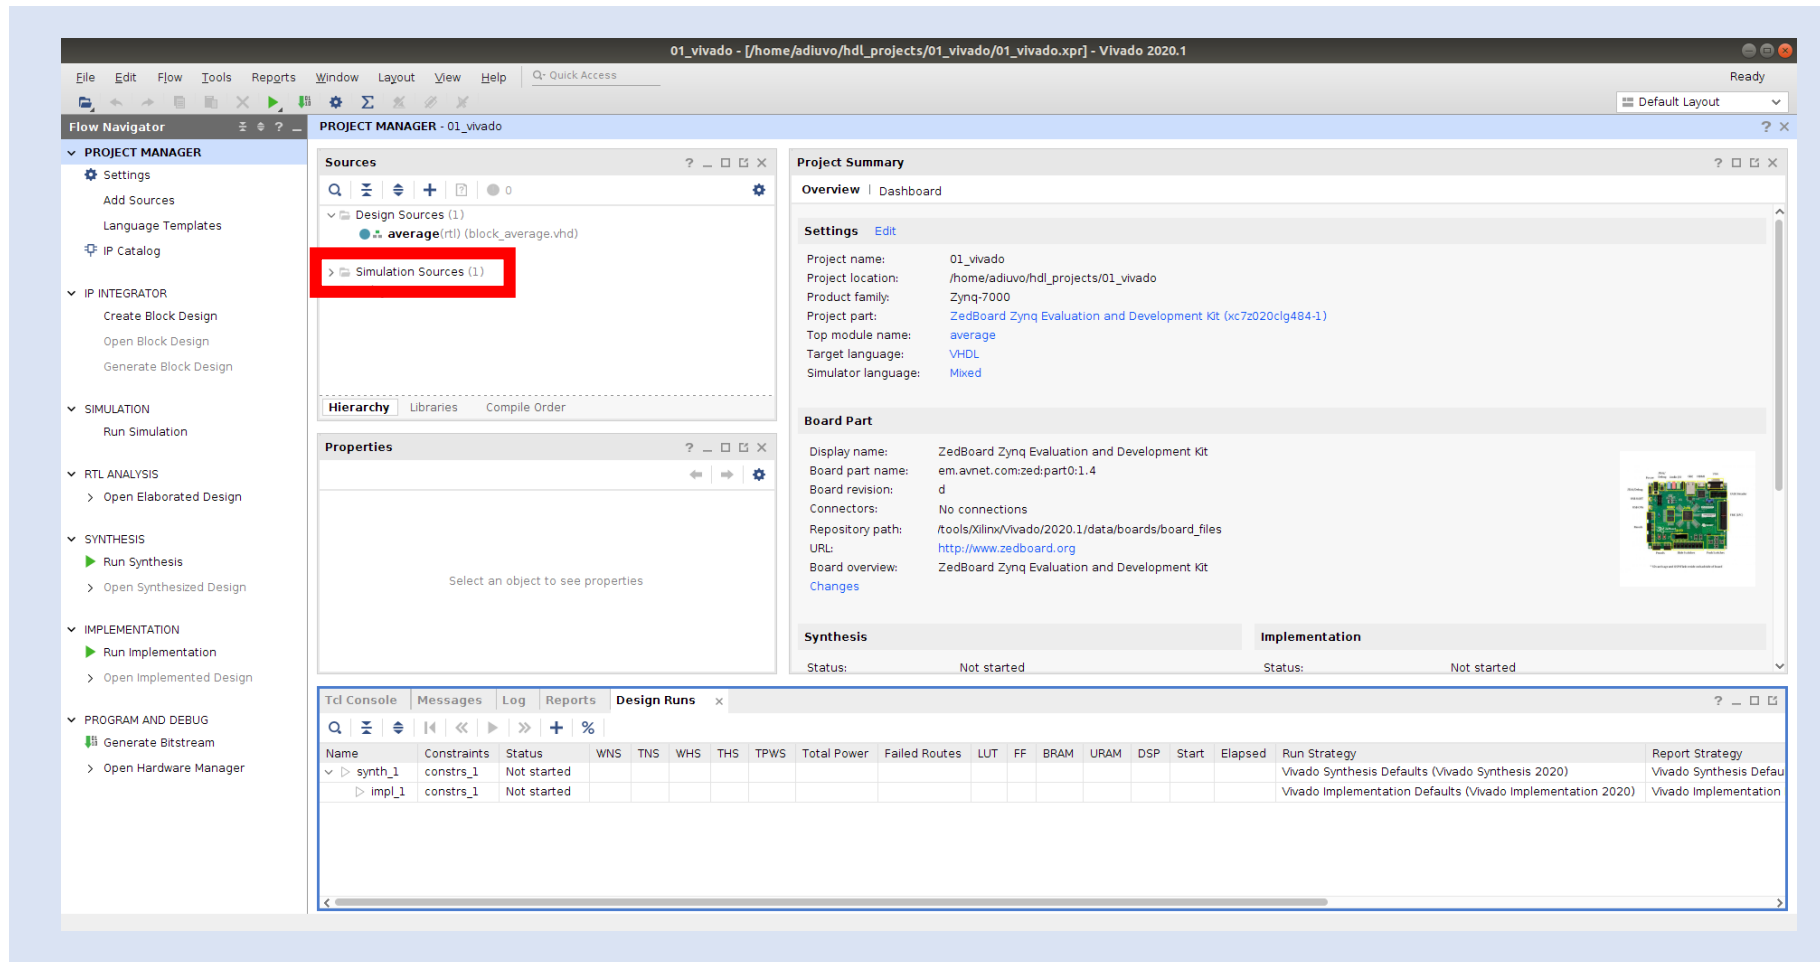 01_vivado - [/home/adiuvo/hdl_projects/01_vivado/01_vivado.xpr] - Vivado 2020.1
File Edit Flow Tools Reports Window Layout View Help Q- Quick Access
Ready
Default Layout
Flow Navigator
PROJECT MANAGER
Settings
Add Sources
Language Templates
IP Catalog
IP INTEGRATOR
Create Block Design
Open Block Design
Generate Block Design
SIMULATION
Run Simulation
RTL ANALYSIS
Open Elaborated Design
SYNTHESIS
Run Synthesis
Open Synthesized Design
IMPLEMENTATION
Run Implementation
Open Implemented Design
PROGRAM AND DEBUG
Generate Bitstream
Open Hardware Manager
PROJECT MANAGER - 01_vivado
Sources
0
Design Sources (1)
average(rtl) (block_average.vhd)
Simulation Sources (1)
Hierarchy Libraries Compile Order
Properties
Select an object to see properties
Project Summary
Overview | Dashboard
Settings Edit
Project name: 01_vivado
Project location: /home/adiuvo/hdl_projects/01_vivado
Product family: Zynq-7000
Project part: ZedBoard Zynq Evaluation and Development Kit (xc7z020clg484-1)
Top module name: average
Target language: VHDL
Simulator language: Mixed
Board Part
Display name: ZedBoard Zynq Evaluation and Development Kit
Board part name: em.avnet.com:zed:part0:1.4
Board revision: d
Connectors: No connections
Repository path: /tools/Xilinx/Vivado/2020.1/data/boards/board_files
URL: http://www.zedboard.org
Board overview: ZedBoard Zynq Evaluation and Development Kit
Changes
Synthesis
Status: Not started
Implementation
Status: Not started
Tcl Console Messages Log Reports Design Runs
Name Constraints Status WNS TNS WHS THS TPWS Total Power Failed Routes LUT FF BRAM URAM DSP Start Elapsed Run Strategy Report Strategy
synth_1 constrs_1 Not started Vivado Synthesis Defaults (Vivado Synthesis 2020) Vivado Synthesis Defau
impl_1 constrs_1 Not started Vivado Implementation Defaults (Vivado Implementation 2020) Vivado Implementation